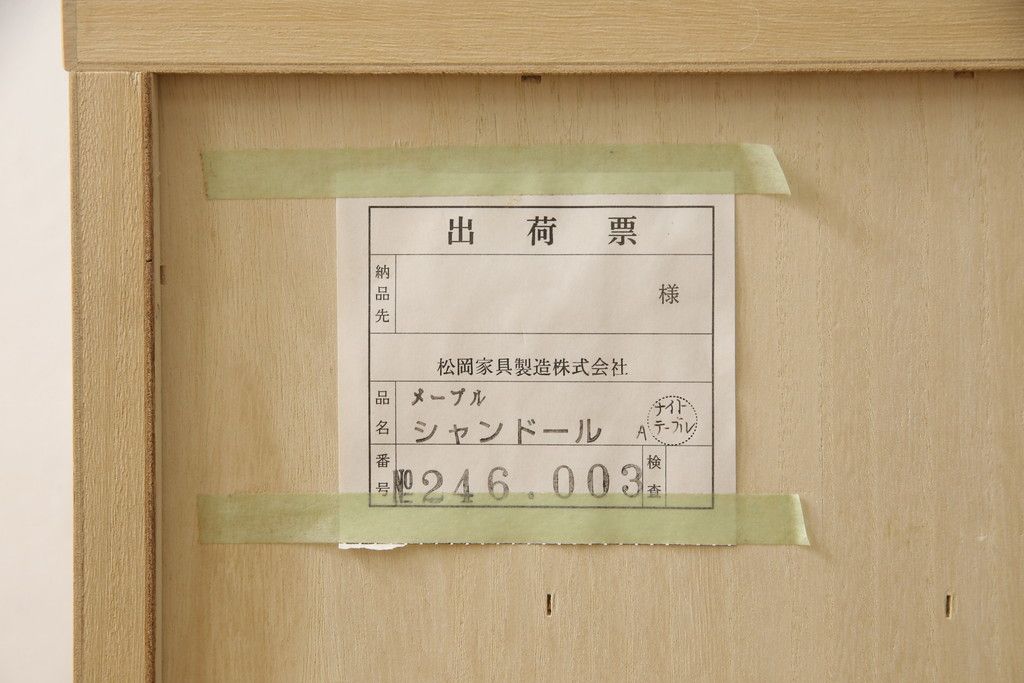 出荷票
納品先
様
松岡家具製造株式会社
品名
メープル
シャンドール
A
ナイト
テーブル
番号
№246.003
検査